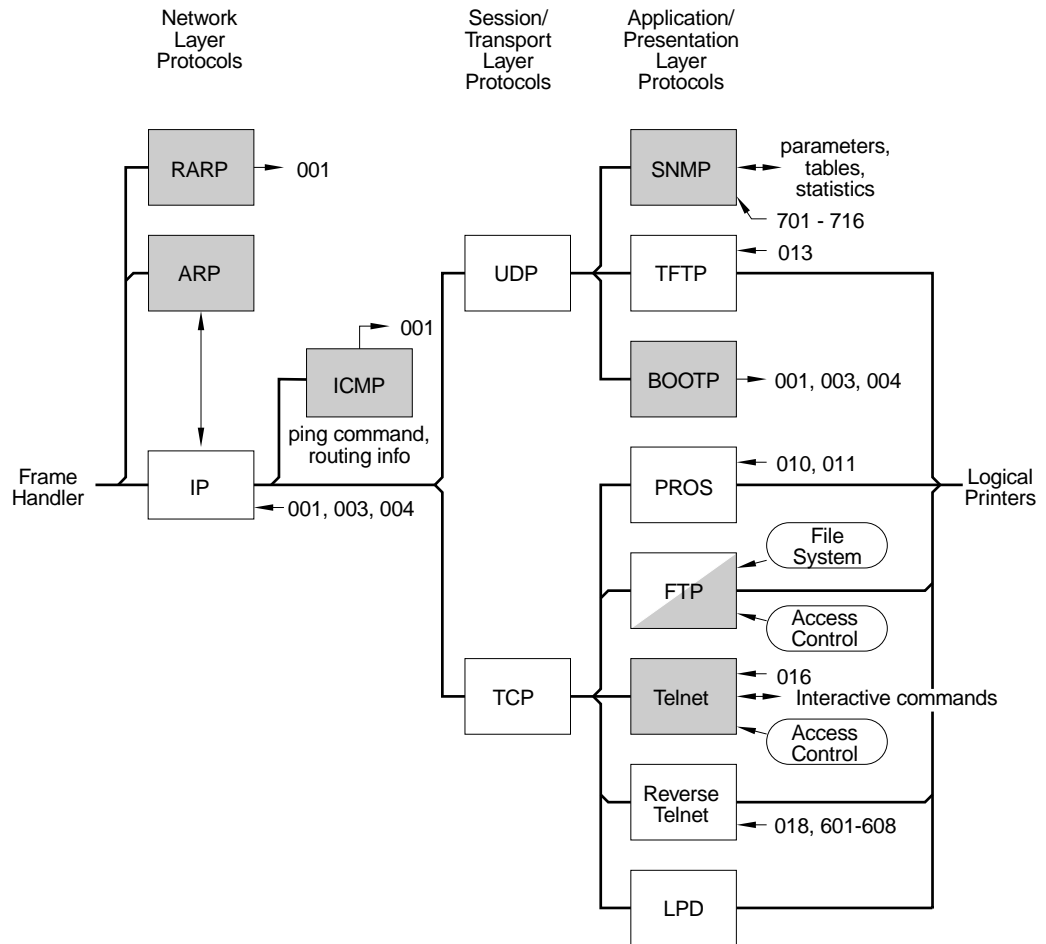 Network
Layer
Protocols
Session/
Transport
Layer
Protocols
Application/
Presentation
Layer
Protocols
RARP
001
SNMP
parameters,
tables,
statistics
701 - 716
ARP
UDP
TFTP
013
001
ICMP
ping command,
routing info
BOOTP
001, 003, 004
Frame
Handler
IP
001, 003, 004
PROS
010, 011
Logical
Printers
FTP
File
System
Access
Control
TCP
Telnet
016
Interactive commands
Access
Control
Reverse
Telnet
018, 601-608
LPD